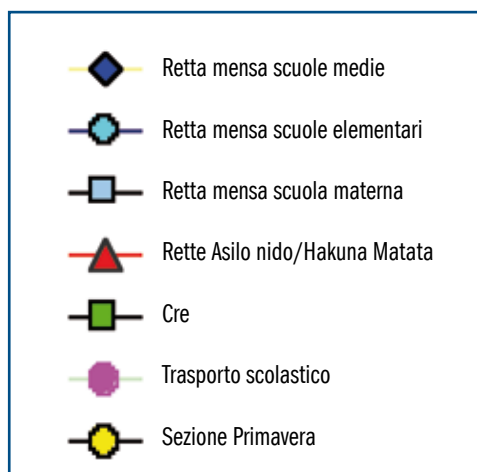 Retta mensa scuole medie
Retta mensa scuole elementari
Retta mensa scuola materna
Rette Asilo nido/Hakuna Matata
Cre
Trasporto scolastico
Sezione Primavera